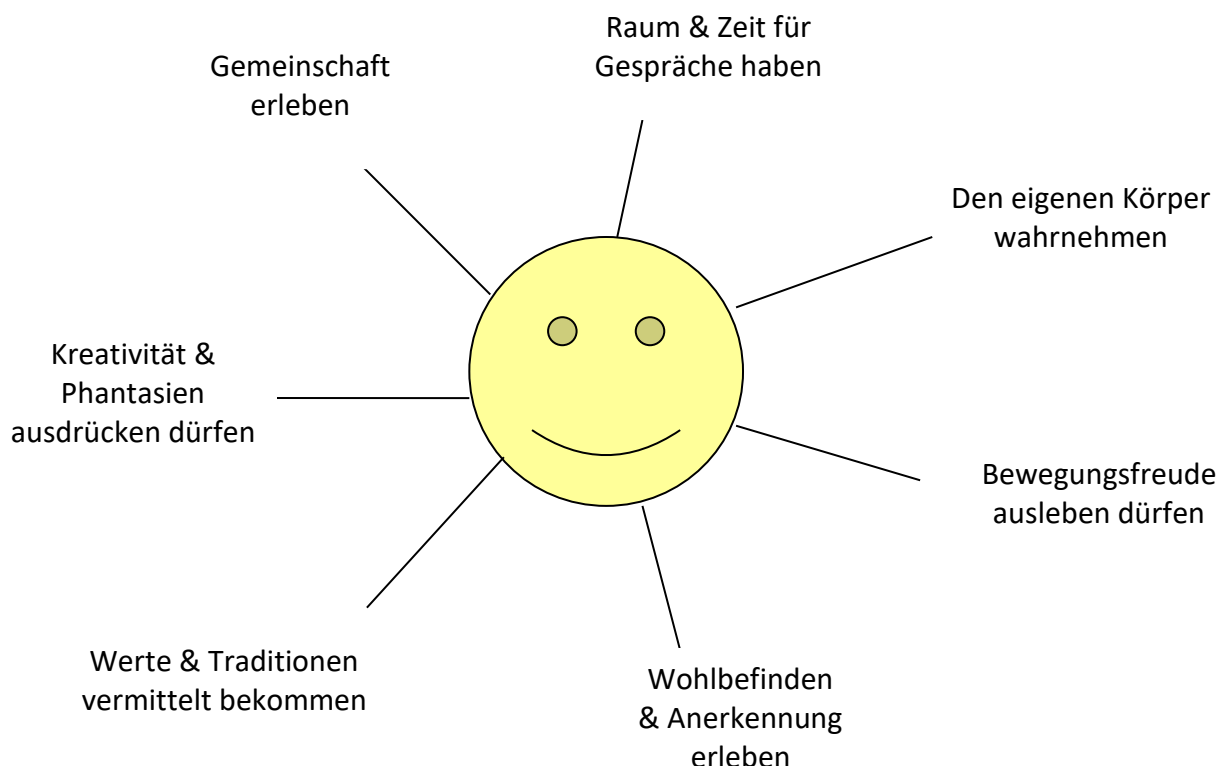 Raum & Zeit für
Gespräche haben
Gemeinschaft
erleben
Den eigenen Körper
wahrnehmen
Kreativität &
Phantasien
ausdrücken dürfen
Bewegungsfreude
ausleben dürfen
Werte & Traditionen
vermittelt bekommen
Wohlbefinden
& Anerkennung
erleben